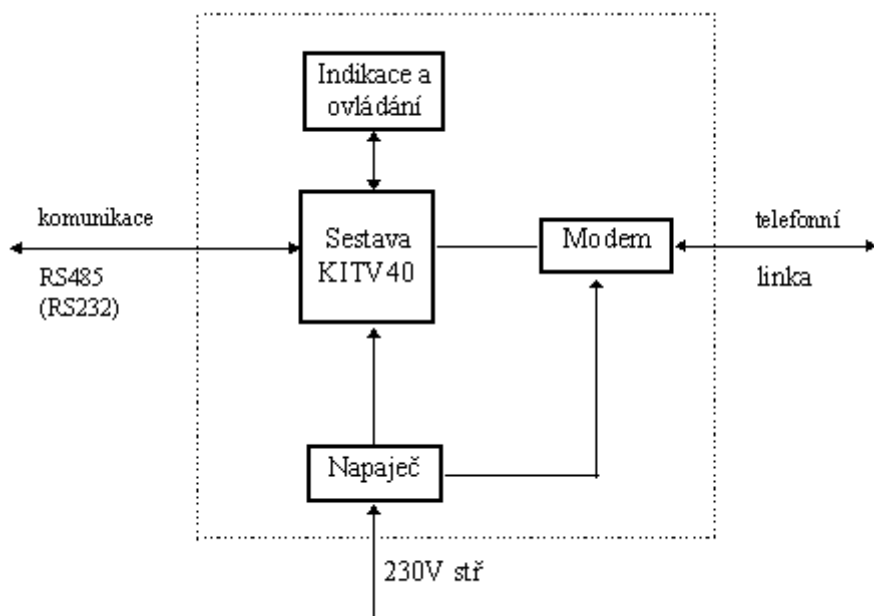 Indikace a
ovládání
komunikace
RS485
(RS232)
Sestava
KITV40
Modem
telefonní
linka
Napaječ
230V stř